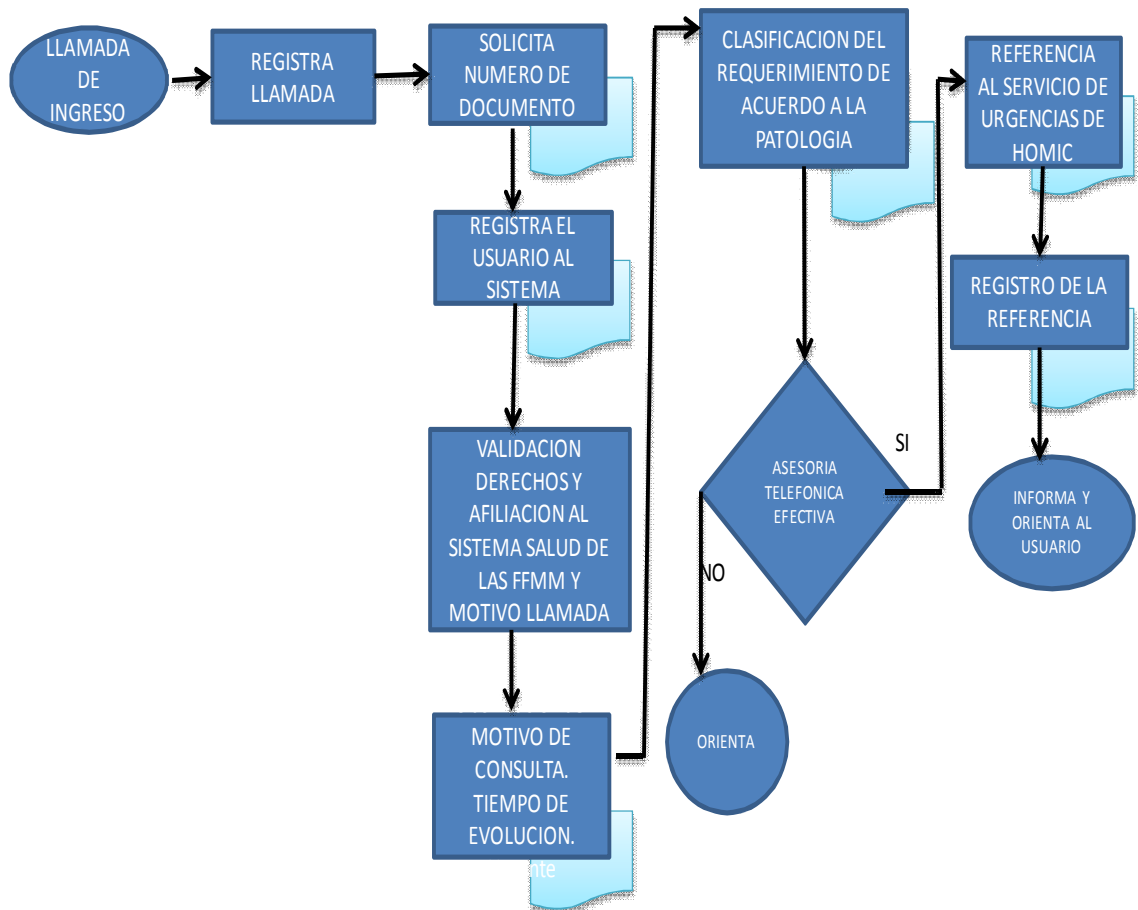 LLAMADA
DE
INGRESO
REGISTRA
LLAMADA
SOLICITA
NUMERO DE
DOCUMENTO
REGISTRA EL
USUARIO AL
SISTEMA
VALIDACION
DERECHOS Y
AFILIACION AL
SISTEMA SALUD DE
LAS FFMM Y
MOTIVO LLAMADA
MOTIVO DE
CONSULTA.
TIEMPO DE
EVOLUCION.
CLASIFICACION DEL
REQUERIMIENTO DE
ACUERDO A LA
PATOLOGIA
ASESORIA
TELEFONICA
EFECTIVA
SI
NO
ORIENTA
REFERENCIA
AL SERVICIO DE
URGENCIAS DE
HOMIC
REGISTRO DE LA
REFERENCIA
INFORMA Y
ORIENTA AL
USUARIO